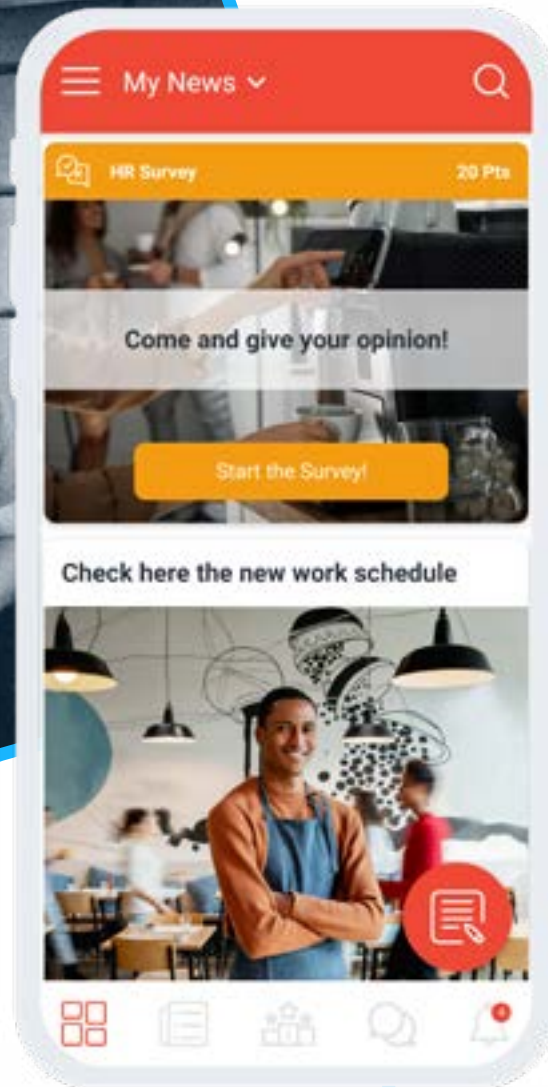 My News
HR Survey 20 Pts
Come and give your opinion!
Start the Survey!
Check here the new work schedule